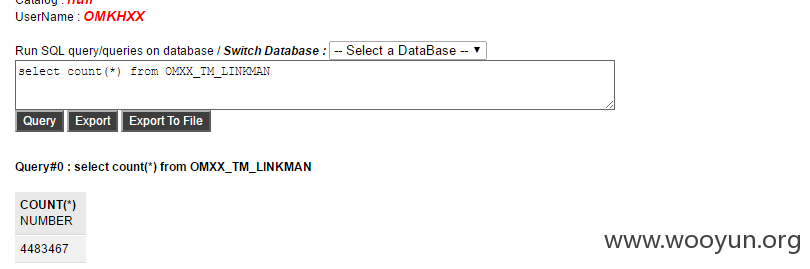 Catalog : null
UserName : OMKHXX
Run SQL query/queries on database / Switch Database : -- Select a DataBase --
select count(*) from OMXX_TM_LINKMAN
Query Export Export To File
Query#0 : select count(*) from OMXX_TM_LINKMAN
COUNT(*)
NUMBER
4483467
www.wooyun.org